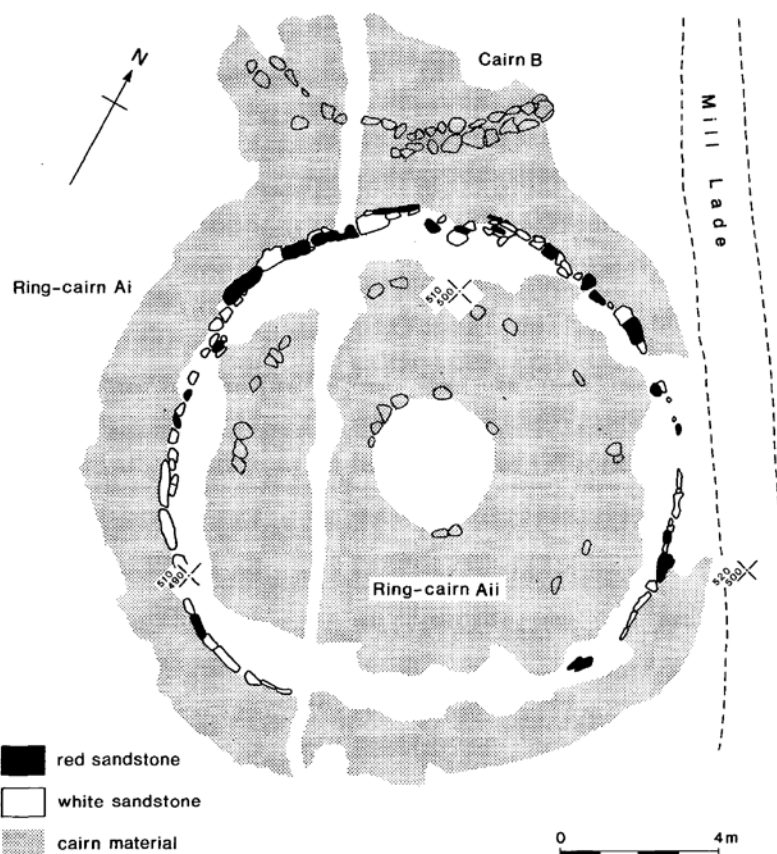 N
Cairn B
Mill Lade
Ring-cairn Ai
510
500
Ring-cairn Aii
510
490
520
500
red sandstone
white sandstone
cairn material
0 4m